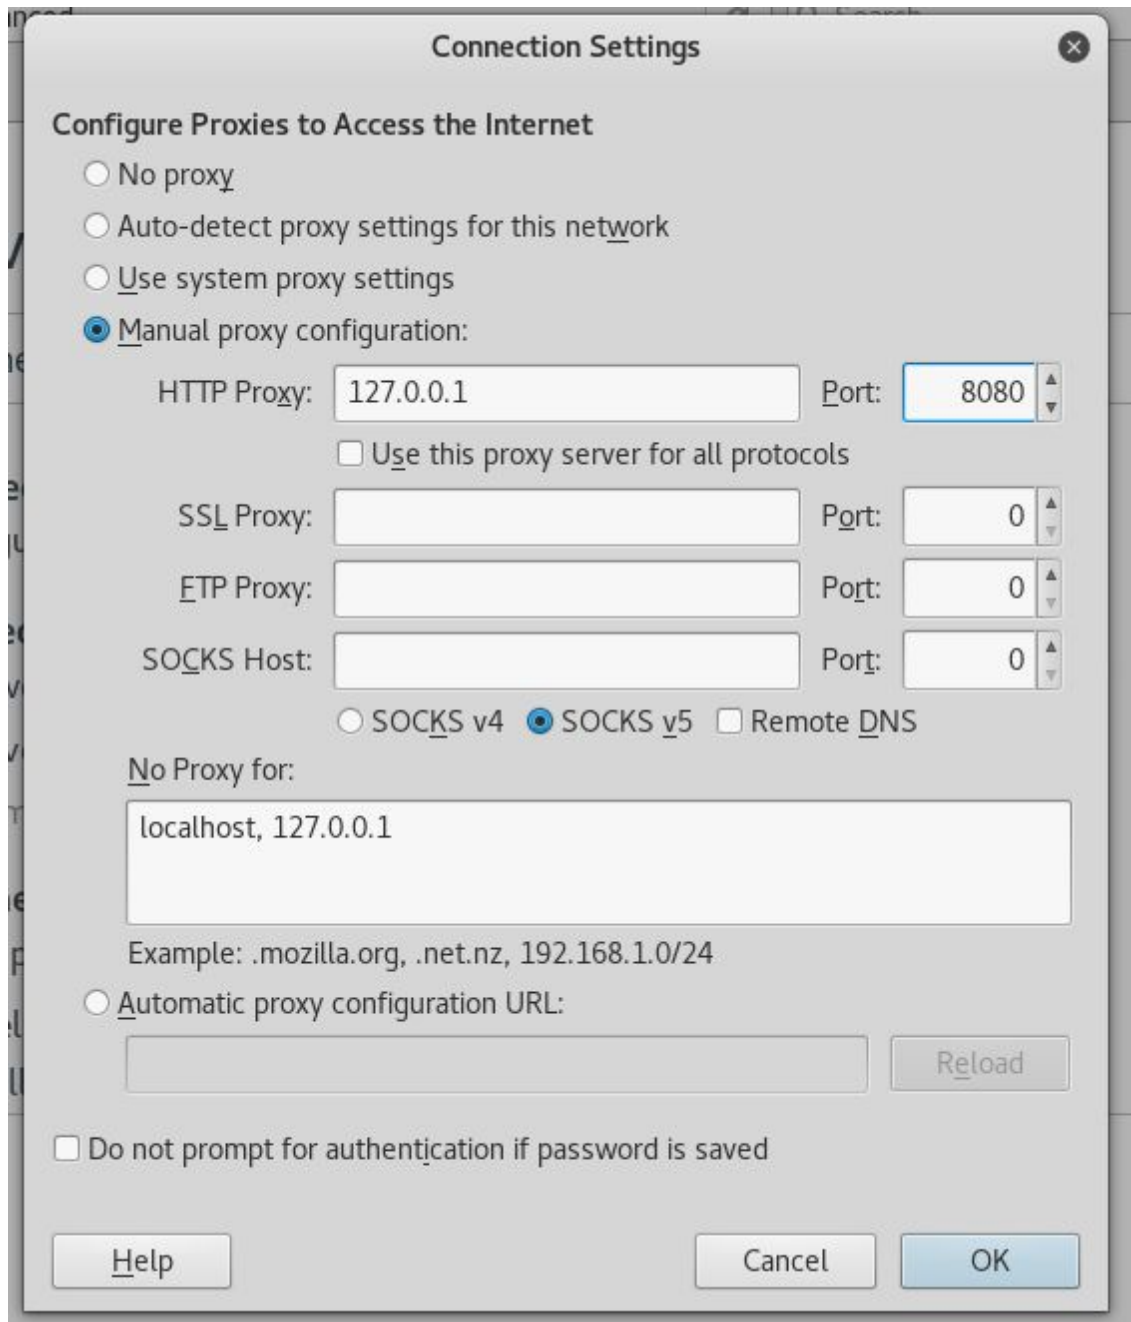 Connection Settings
Configure Proxies to Access the Internet
No proxy
Auto-detect proxy settings for this network
Use system proxy settings
Manual proxy configuration:
HTTP Proxy: 127.0.0.1 Port: 8080
Use this proxy server for all protocols
SSL Proxy: Port: 0
FTP Proxy: Port: 0
SOCKS Host: Port: 0
SOCKS v4 SOCKS v5 Remote DNS
No Proxy for:
localhost, 127.0.0.1
Example: .mozilla.org, .net.nz, 192.168.1.0/24
Automatic proxy configuration URL:
Reload
Do not prompt for authentication if password is saved
Help Cancel OK